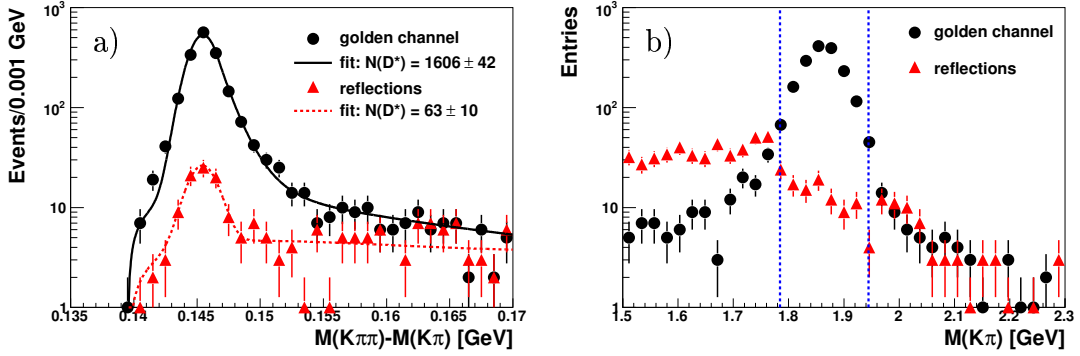 Events/0.001 GeV
10³
10²
10
1
a)
golden channel
fit: N(D*) = 1606 ± 42
reflections
fit: N(D*) = 63 ± 10
0.135 0.14 0.145 0.15 0.155 0.16 0.165 0.17
M(Kππ)-M(Kπ) [GeV]
Entries
10³
10²
10
1
b)
golden channel
reflections
1.5 1.6 1.7 1.8 1.9 2 2.1 2.2 2.3
M(Kπ) [GeV]